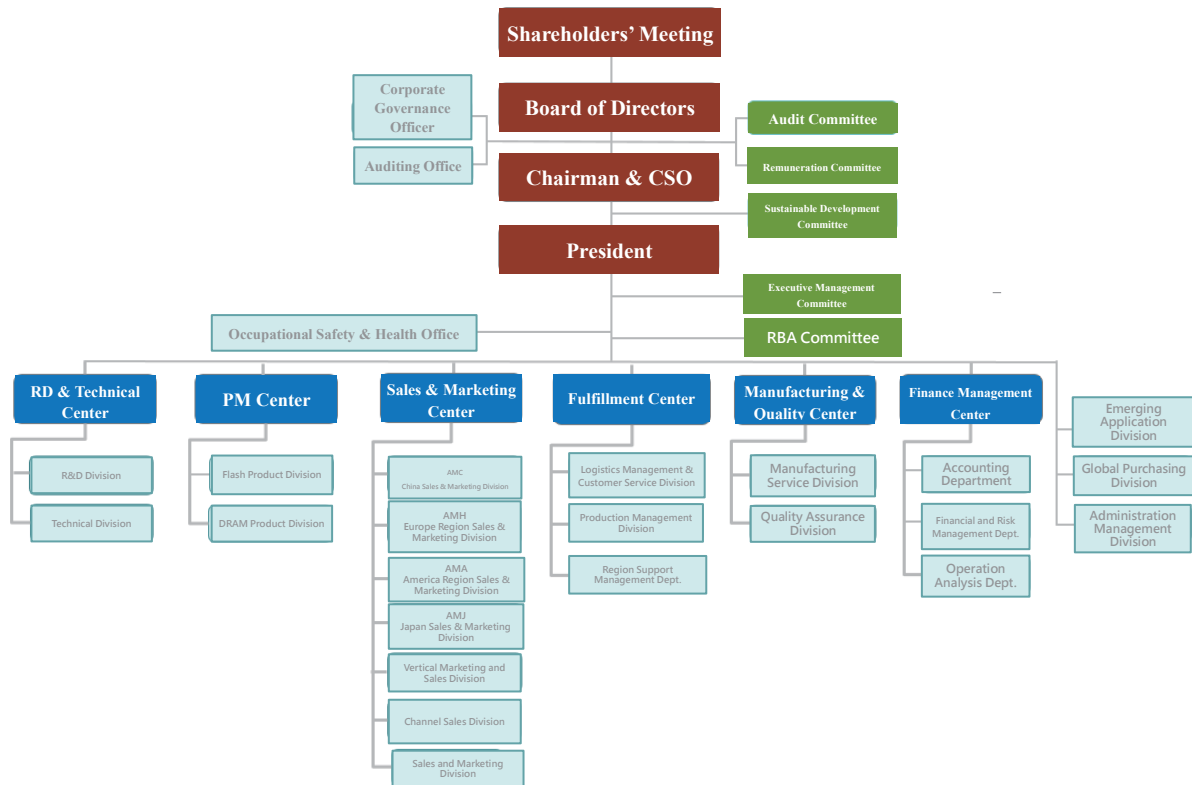 Shareholders’ Meeting
Corporate
Governance
Officer
Board of Directors
Audit Committee
Auditing Office
Chairman & CSO
Remuneration Committee
Sustainable Development
Committee
President
Executive Management
Committee
Occupational Safety & Health Office
RBA Committee
RD & Technical
Center
PM Center
Sales & Marketing
Center
Fulfillment Center
Manufacturing &
Quality Center
Finance Management
Center
R&D Division
Technical Division
Flash Product Division
DRAM Product Division
AMC
China Sales & Marketing Division
AMH
Europe Region Sales &
Marketing Division
AMA
America Region Sales &
Marketing Division
AMJ
Japan Sales & Marketing
Division
Vertical Marketing and
Sales Division
Channel Sales Division
Sales and Marketing
Division
Logistics Management &
Customer Service Division
Production Management
Division
Region Support
Management Dept.
Manufacturing
Service Division
Quality Assurance
Division
Accounting
Department
Financial and Risk
Management Dept.
Operation
Analysis Dept.
Emerging
Application
Division
Global Purchasing
Division
Administration
Management
Division